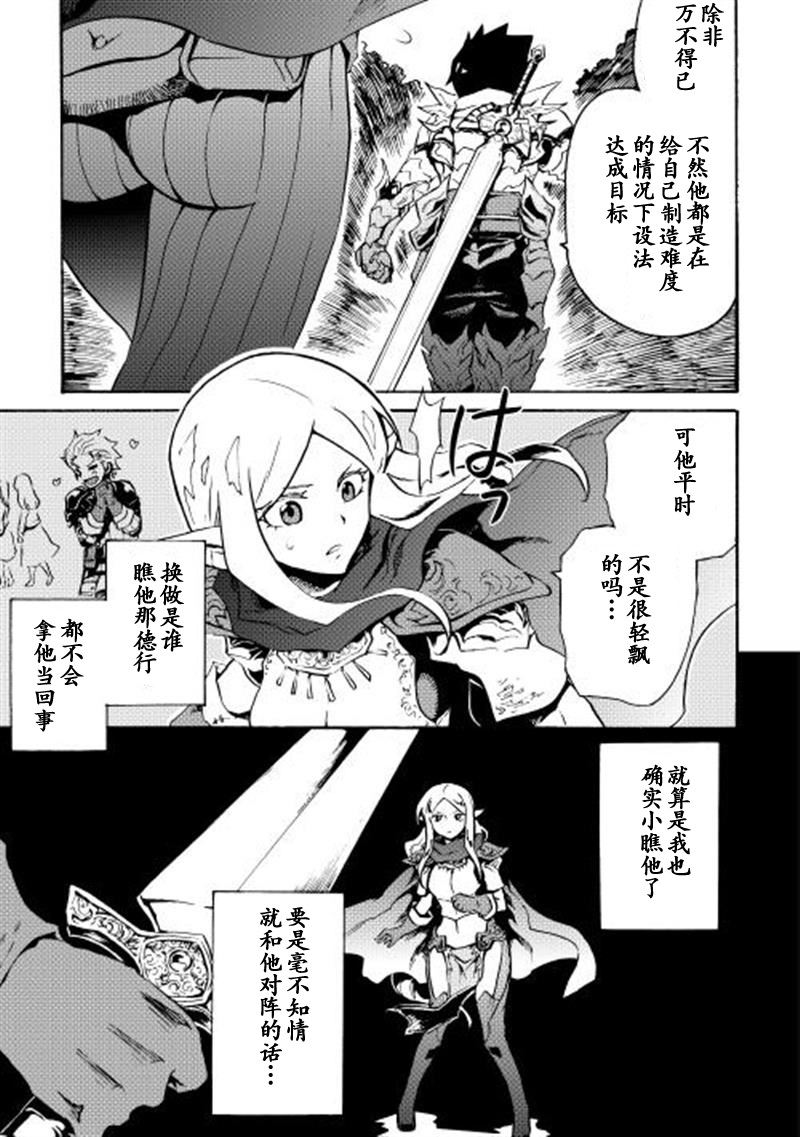 除非
万不得已
不然他都是在
给自己制造难度
的情况下设法
达成目标
可他平时
不是很轻飘
的吗…
はっ
换做是谁
瞧他那德行
都不会
拿他当回事
就算是我也
确实小瞧他了
要是毫不知情
就和他对阵的话…